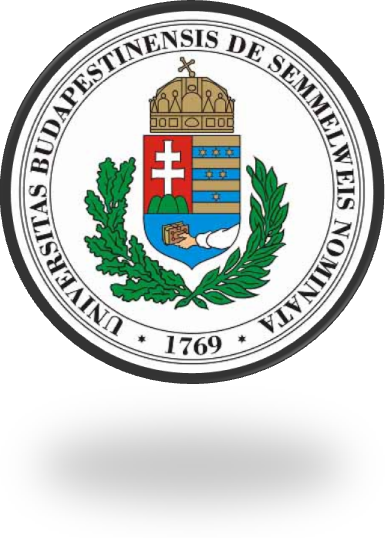 UNIVERSITAS BUDAPESTINENSIS DE SEMMELWEIS NOMINATA
* 1769 *